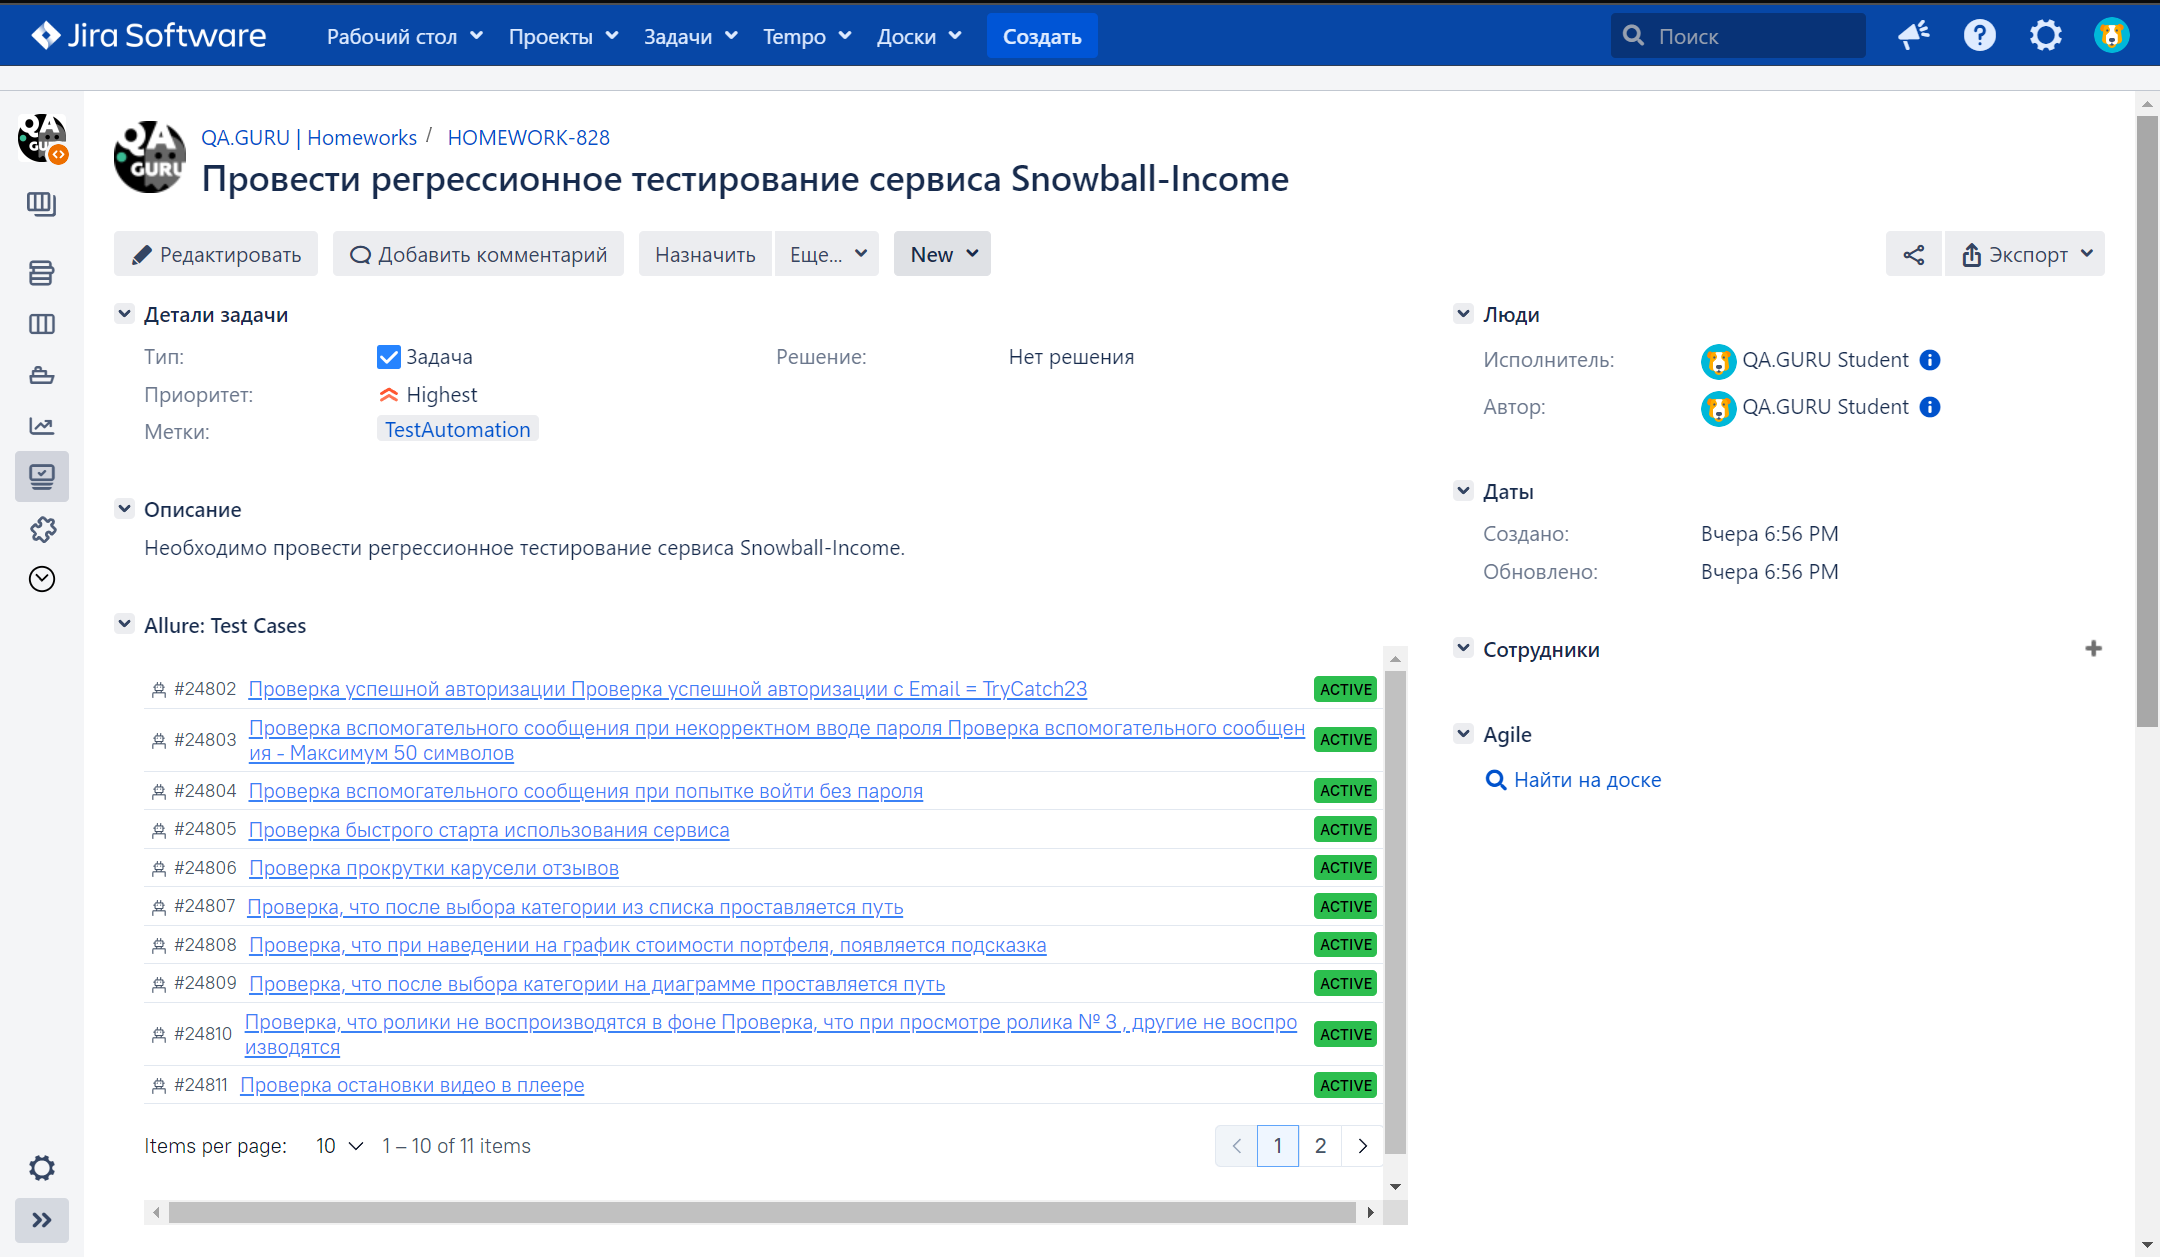 Jira Software
Рабочий стол
Проекты
Задачи
Tempo
Доски
Создать
Поиск
QA.GURU | Homeworks / HOMEWORK-828
QA GURU
Провести регрессионное тестирование сервиса Snowball-Income
Редактировать
Добавить комментарий
Назначить
Еще...
New
Экспорт
Детали задачи
Тип: Задача
Решение: Нет решения
Приоритет: Highest
Метки: TestAutomation
Описание
Необходимо провести регрессионное тестирование сервиса Snowball-Income.
Allure: Test Cases
#24802 Проверка успешной авторизации Проверка успешной авторизации с Email = TryCatch23 ACTIVE
#24803 Проверка вспомогательного сообщения при некорректном вводе пароля Проверка вспомогательного сообщен
ия - Максимум 50 символов ACTIVE
#24804 Проверка вспомогательного сообщения при попытке войти без пароля ACTIVE
#24805 Проверка быстрого старта использования сервиса ACTIVE
#24806 Проверка прокрутки карусели отзывов ACTIVE
#24807 Проверка, что после выбора категории из списка проставляется путь ACTIVE
#24808 Проверка, что при наведении на график стоимости портфеля, появляется подсказка ACTIVE
#24809 Проверка, что после выбора категории на диаграмме проставляется путь ACTIVE
#24810 Проверка, что ролики не воспроизводятся в фоне Проверка, что при просмотре ролика № 3 , другие не воспро
изводятся ACTIVE
#24811 Проверка остановки видео в плеере ACTIVE
Items per page: 10 1 – 10 of 11 items
1 2
Люди
Исполнитель: QA.GURU Student
Автор: QA.GURU Student
Даты
Создано: Вчера 6:56 PM
Обновлено: Вчера 6:56 PM
Сотрудники
Agile
Найти на доске